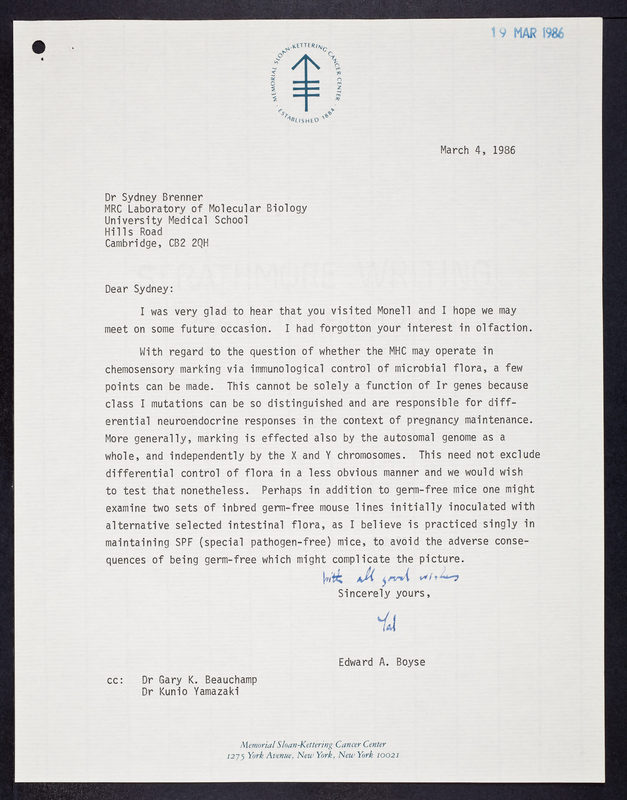 19 MAR 1986
MEMORIAL SLOAN-KETTERING CANCER CENTER
ESTABLISHED 1884
March 4, 1986
Dr Sydney Brenner
MRC Laboratory of Molecular Biology
University Medical School
Hills Road
Cambridge, CB2 2QH
Dear Sydney:
I was very glad to hear that you visited Monell and I hope we may
meet on some future occasion. I had forgotton your interest in olfaction.
With regard to the question of whether the MHC may operate in
chemosensory marking via immunological control of microbial flora, a few
points can be made. This cannot be solely a function of Ir genes because
class I mutations can be so distinguished and are responsible for diff-
erential neuroendocrine responses in the context of pregnancy maintenance.
More generally, marking is effected also by the autosomal genome as a
whole, and independently by the X and Y chromosomes. This need not exclude
differential control of flora in a less obvious manner and we would wish
to test that nonetheless. Perhaps in addition to germ-free mice one might
examine two sets of inbred germ-free mouse lines initially inoculated with
alternative selected intestinal flora, as I believe is practiced singly in
maintaining SPF (special pathogen-free) mice, to avoid the adverse conse-
quences of being germ-free which might complicate the picture.
With all good wishes
Sincerely yours,
Edward A. Boyse
cc: Dr Gary K. Beauchamp
Dr Kunio Yamazaki
Memorial Sloan-Kettering Cancer Center
1275 York Avenue, New York, New York 10021